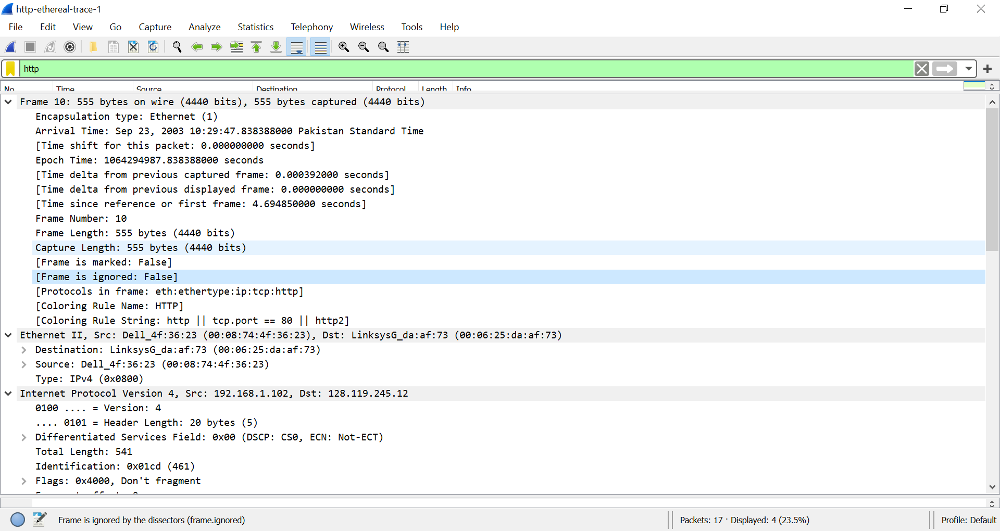 http-ethereal-trace-1
File Edit View Go Capture Analyze Statistics Telephony Wireless Tools Help
http
No. Time Source Destination Protocol Length Info
Frame 10: 555 bytes on wire (4440 bits), 555 bytes captured (4440 bits)
Encapsulation type: Ethernet (1)
Arrival Time: Sep 23, 2003 10:29:47.838388000 Pakistan Standard Time
[Time shift for this packet: 0.000000000 seconds]
Epoch Time: 1064294987.838388000 seconds
[Time delta from previous captured frame: 0.000392000 seconds]
[Time delta from previous displayed frame: 0.000000000 seconds]
[Time since reference or first frame: 4.694850000 seconds]
Frame Number: 10
Frame Length: 555 bytes (4440 bits)
Capture Length: 555 bytes (4440 bits)
[Frame is marked: False]
[Frame is ignored: False]
[Protocols in frame: eth:ethertype:ip:tcp:http]
[Coloring Rule Name: HTTP]
[Coloring Rule String: http || tcp.port == 80 || http2]
Ethernet II, Src: Dell_4f:36:23 (00:08:74:4f:36:23), Dst: LinksysG_da:af:73 (00:06:25:da:af:73)
Destination: LinksysG_da:af:73 (00:06:25:da:af:73)
Source: Dell_4f:36:23 (00:08:74:4f:36:23)
Type: IPv4 (0x0800)
Internet Protocol Version 4, Src: 192.168.1.102, Dst: 128.119.245.12
0100 .... = Version: 4
.... 0101 = Header Length: 20 bytes (5)
Differentiated Services Field: 0x00 (DSCP: CS0, ECN: Not-ECT)
Total Length: 541
Identification: 0x01cd (461)
Flags: 0x4000, Don't fragment
Frame is ignored by the dissectors (frame.ignored) Packets: 17 · Displayed: 4 (23.5%) Profile: Default